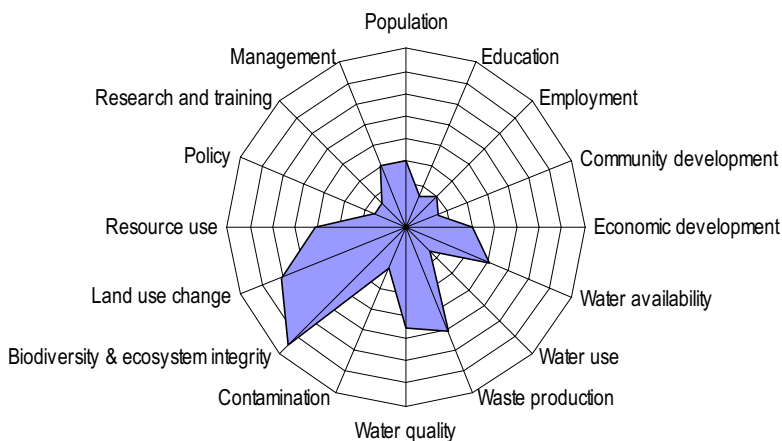 Population
Management
Education
Research and training
Employment
Policy
Community development
Resource use
Economic development
Land use change
Water availability
Biodiversity & ecosystem integrity
Water use
Contamination
Waste production
Water quality